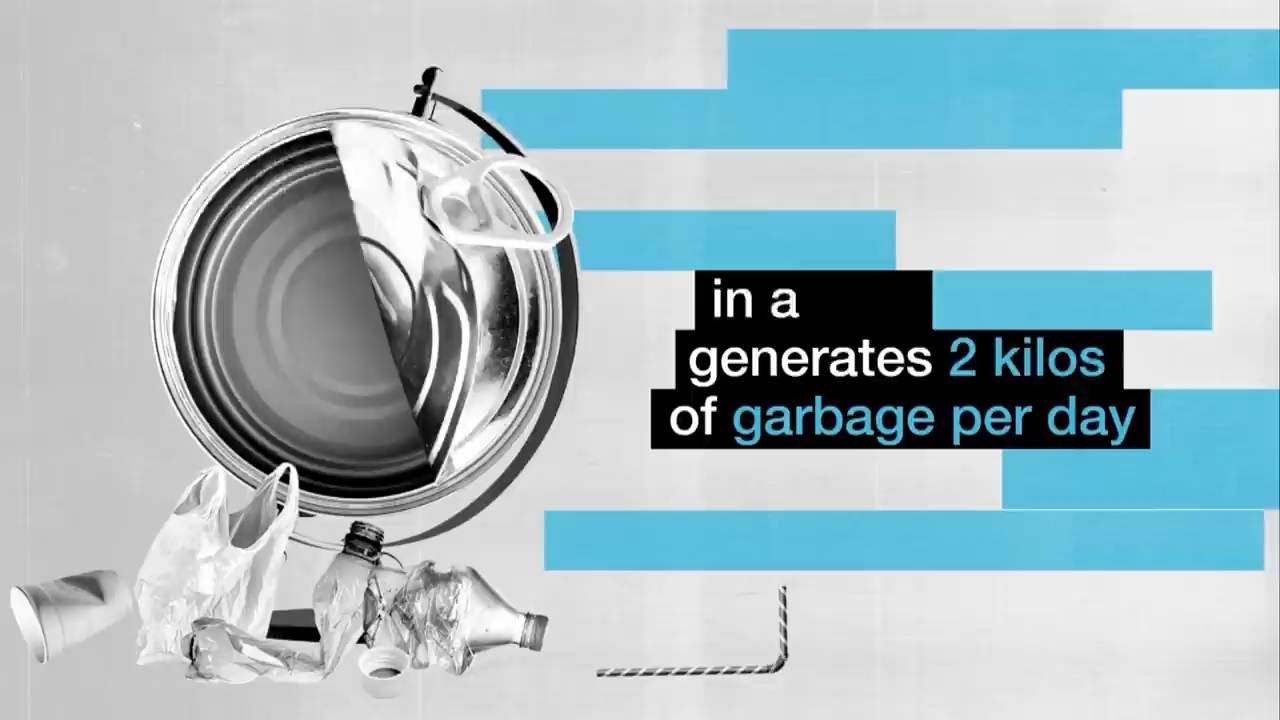 in a
generates 2 kilos
of garbage per day